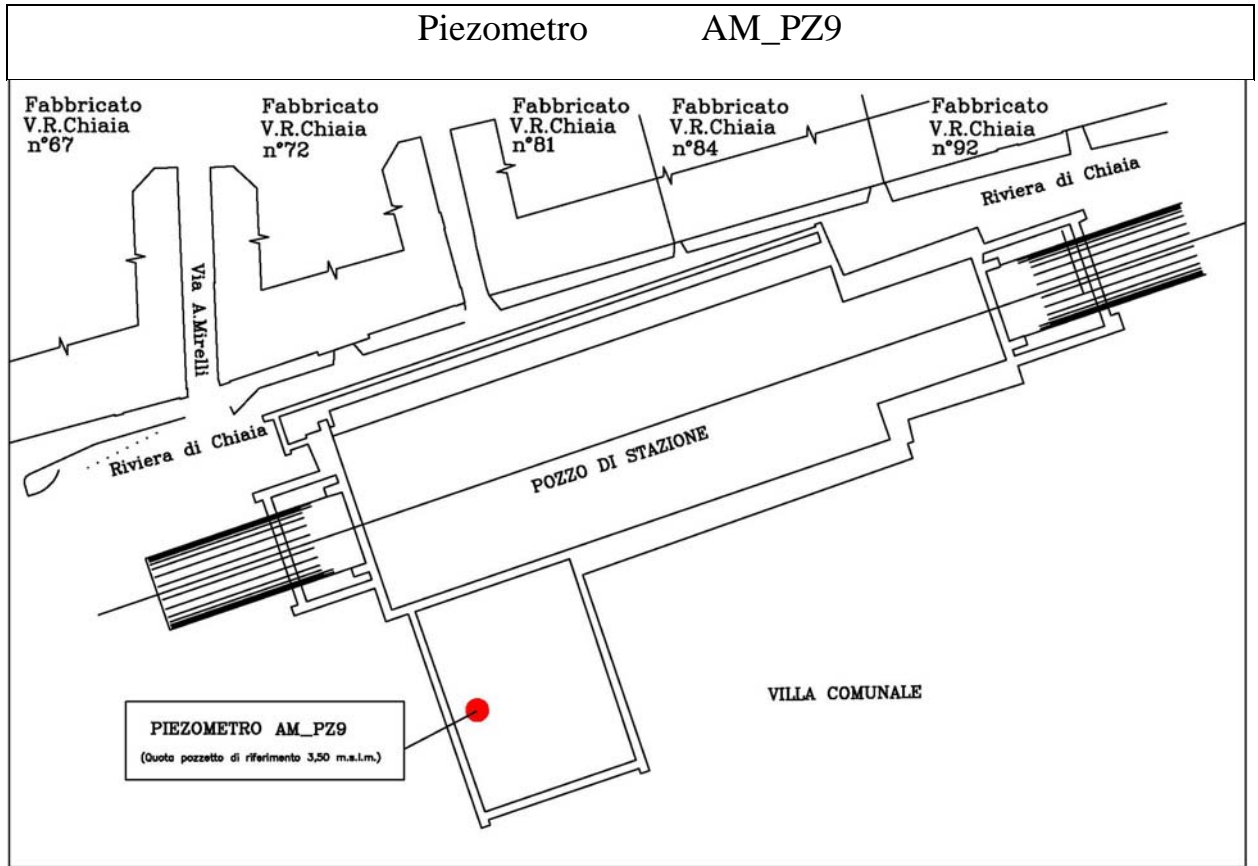 Piezometro AM_PZ9
Fabbricato
V.R.Chiaia
n°67
Fabbricato
V.R.Chiaia
n°72
Fabbricato
V.R.Chiaia
n°81
Fabbricato
V.R.Chiaia
n°84
Fabbricato
V.R.Chiaia
n°92
Riviera di Chiaia
Via A.Mirelli
Riviera di Chiaia
POZZO DI STAZIONE
VILLA COMUNALE
PIEZOMETRO AM_PZ9
(Quota pozzetto di riferimento 3,50 m.s.l.m.)